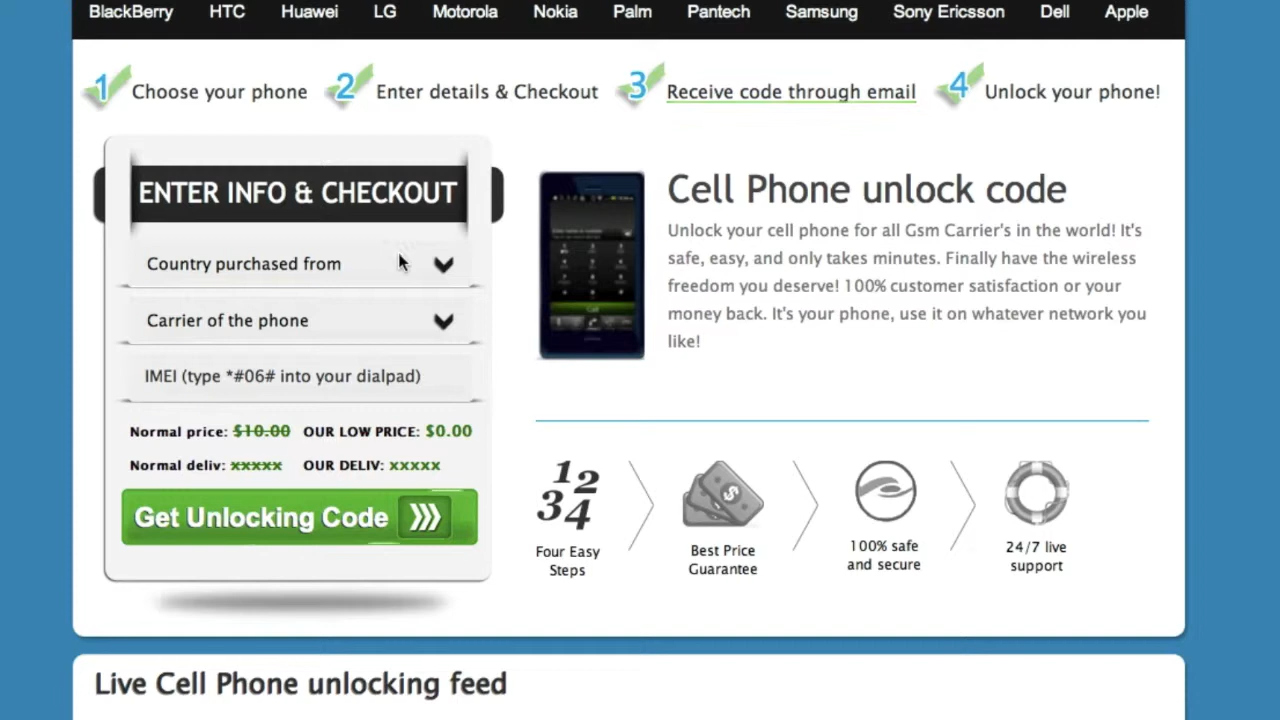 BlackBerry HTC Huawei LG Motorola Nokia Palm Pantech Samsung Sony Ericsson Dell Apple
1 Choose your phone 2 Enter details & Checkout 3 Receive code through email 4 Unlock your phone!
ENTER INFO & CHECKOUT
Country purchased from
Carrier of the phone
IMEI (type *#06# into your dialpad)
Normal price: $10.00 OUR LOW PRICE: $0.00
Normal deliv: xxxxx OUR DELIV: xxxxx
Get Unlocking Code
Cell Phone unlock code
Unlock your cell phone for all Gsm Carrier's in the world! It's
safe, easy, and only takes minutes. Finally have the wireless
freedom you deserve! 100% customer satisfaction or your
money back. It's your phone, use it on whatever network you
like!
1 2
3 4
Four Easy
Steps
Best Price
Guarantee
100% safe
and secure
24/7 live
support
Live Cell Phone unlocking feed